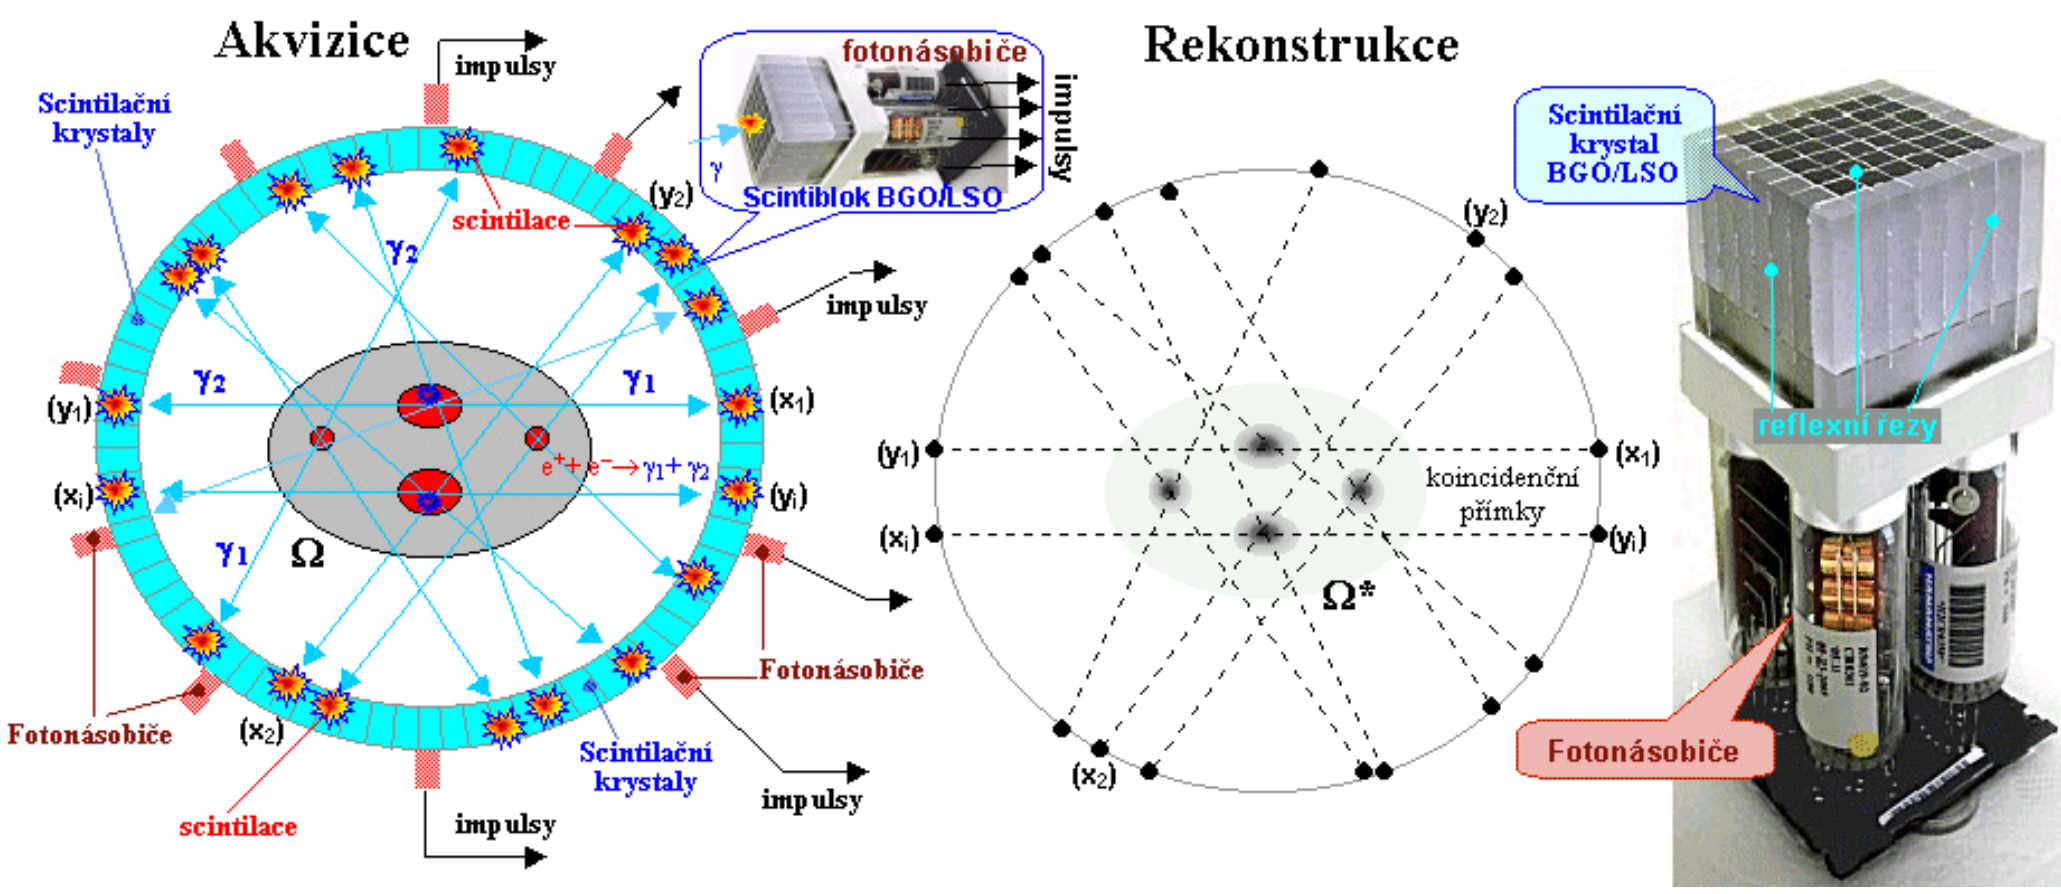 Akvizice
impulsy
Scintilační
krystaly
fotonásobiče
impulsy
γ
Scintiblok BGO/LSO
(y₂)
scintilace
γ₂
impulsy
γ₂
γ₁
(y₁)
(x₁)
e⁺+ e⁻→γ₁+ γ₂
(xᵢ)
(yᵢ)
γ₁
Ω
Fotonásobiče
Fotonásobiče
(x₂)
Scintilační
krystaly
impulsy
scintilace
impulsy
Rekonstrukce
(y₂)
(y₁)
(x₁)
koincidenční
přímky
(xᵢ)
(yᵢ)
Ω*
(x₂)
Scintilační
krystal
BGO/LSO
reflexní řezy
Fotonásobiče